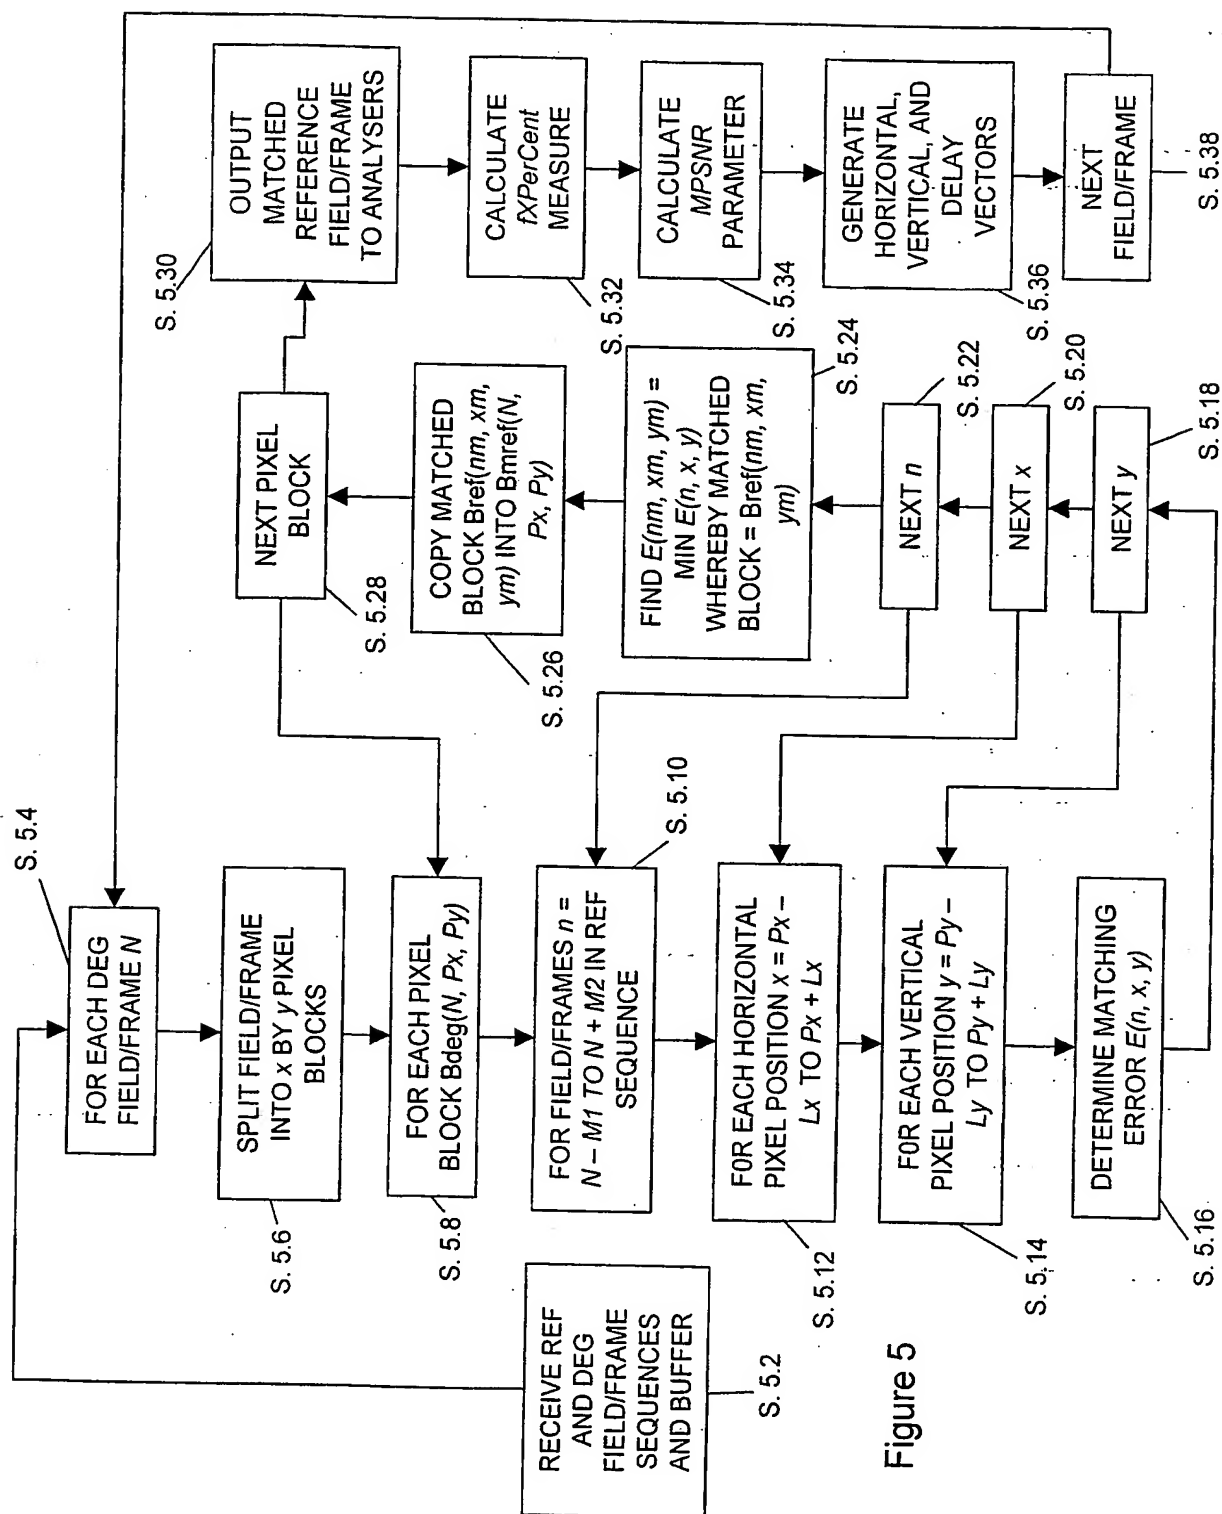 RECEIVE REF
AND DEG
FIELD/FRAME
SEQUENCES
AND BUFFER
S. 5.2
FOR EACH DEG
FIELD/FRAME N
S. 5.4
SPLIT FIELD/FRAME
INTO x BY y PIXEL
BLOCKS
S. 5.6
FOR EACH PIXEL
BLOCK Bdeg(N, Px, Py)
S. 5.8
FOR FIELD/FRAMES n =
N – M1 TO N + M2 IN REF
SEQUENCE
S. 5.10
FOR EACH HORIZONTAL
PIXEL POSITION x = Px –
Lx TO Px + Lx
S. 5.12
FOR EACH VERTICAL
PIXEL POSITION y = Py –
Ly TO Py + Ly
S. 5.14
DETERMINE MATCHING
ERROR E(n, x, y)
S. 5.16
NEXT y
S. 5.18
NEXT x
S. 5.20
NEXT n
S. 5.22
FIND E(nm, xm, ym) =
MIN E(n, x, y)
WHEREBY MATCHED
BLOCK = Bref(nm, xm,
ym)
S. 5.24
COPY MATCHED
BLOCK Bref(nm, xm,
ym) INTO Bmref(N,
Px, Py)
S. 5.26
NEXT PIXEL
BLOCK
S. 5.28
OUTPUT
MATCHED
REFERENCE
FIELD/FRAME
TO ANALYSERS
S. 5.30
CALCULATE
fXPerCent
MEASURE
S. 5.32
CALCULATE
MPSNR
PARAMETER
S. 5.34
GENERATE
HORIZONTAL,
VERTICAL, AND
DELAY
VECTORS
S. 5.36
NEXT
FIELD/FRAME
S. 5.38
Figure 5